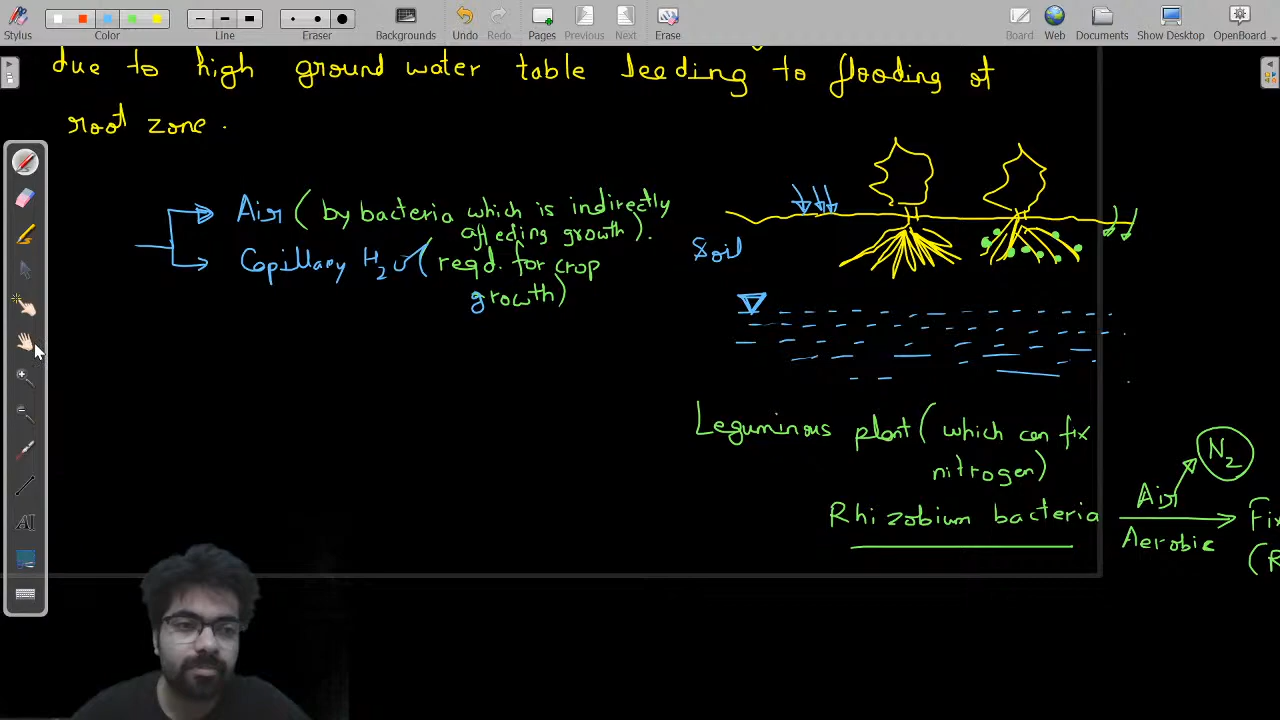 Stylus
Color
Line
Eraser
Backgrounds
Undo
Redo
Pages
Previous
Next
Erase
Board
Web
Documents
Show Desktop
OpenBoard
due to high ground water table leading to flooding of
root zone.
Air (by bacteria which is indirectly
affecting growth).
Capillary H2O (reqd. for crop
growth)
Soil
Leguminous plant (which can fix
nitrogen)
Rhizobium bacteria
Air
N2
Aerobic
Fix
(R